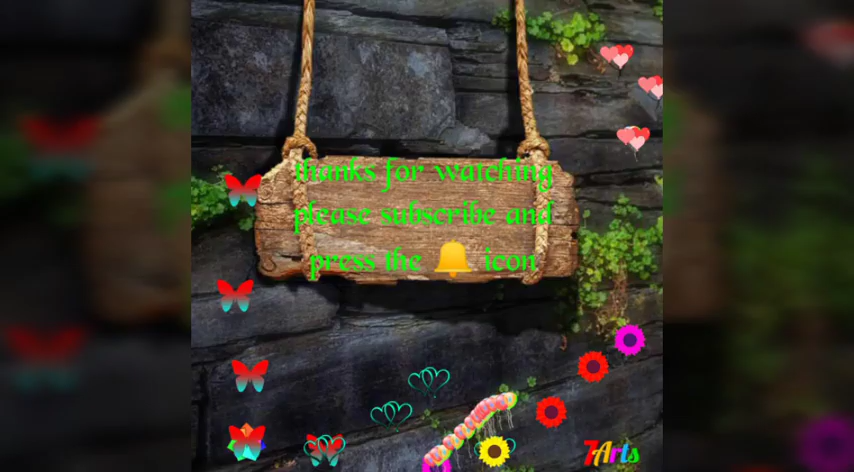 thanks for watching
please subscribe and
press the 🔔 icon
7Arts